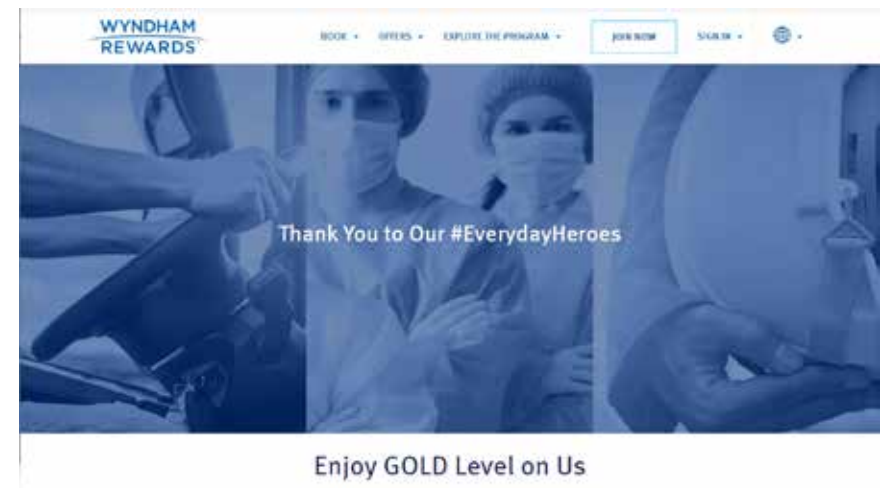 WYNDHAM
REWARDS
BOOK OFFERS EXPLORE THE PROGRAM JOIN NOW SIGN IN
Thank You to Our #EverydayHeroes
Enjoy GOLD Level on Us